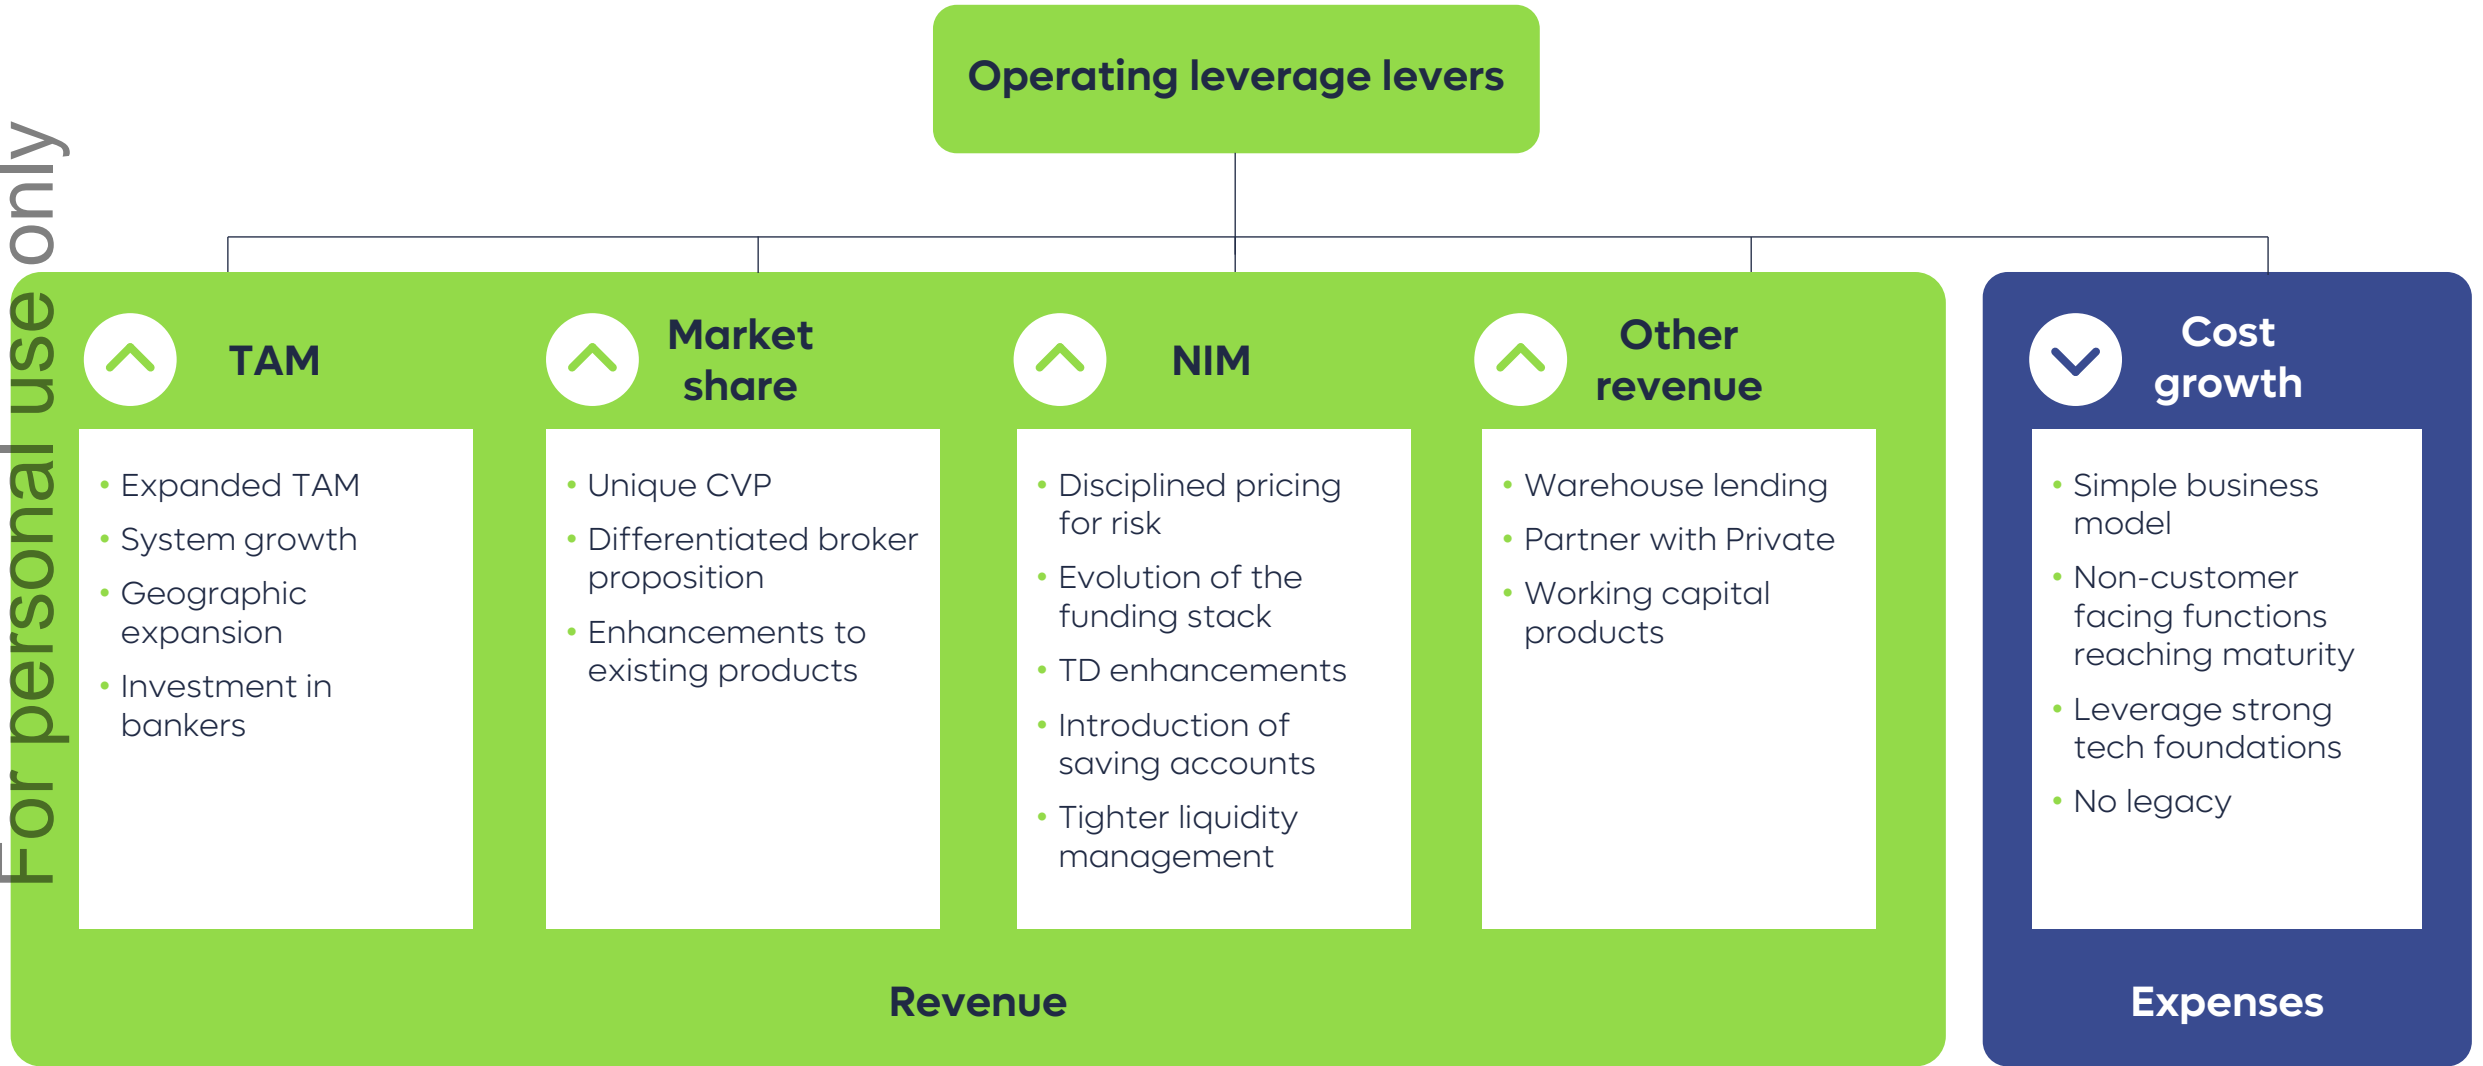 Operating leverage levers
For personal use only
TAM
• Expanded TAM
• System growth
• Geographic
expansion
• Investment in
bankers
Market
share
• Unique CVP
• Differentiated broker
proposition
• Enhancements to
existing products
NIM
• Disciplined pricing
for risk
• Evolution of the
funding stack
• TD enhancements
• Introduction of
saving accounts
• Tighter liquidity
management
Other
revenue
• Warehouse lending
• Partner with Private
• Working capital
products
Revenue
Cost
growth
• Simple business
model
• Non-customer
facing functions
reaching maturity
• Leverage strong
tech foundations
• No legacy
Expenses